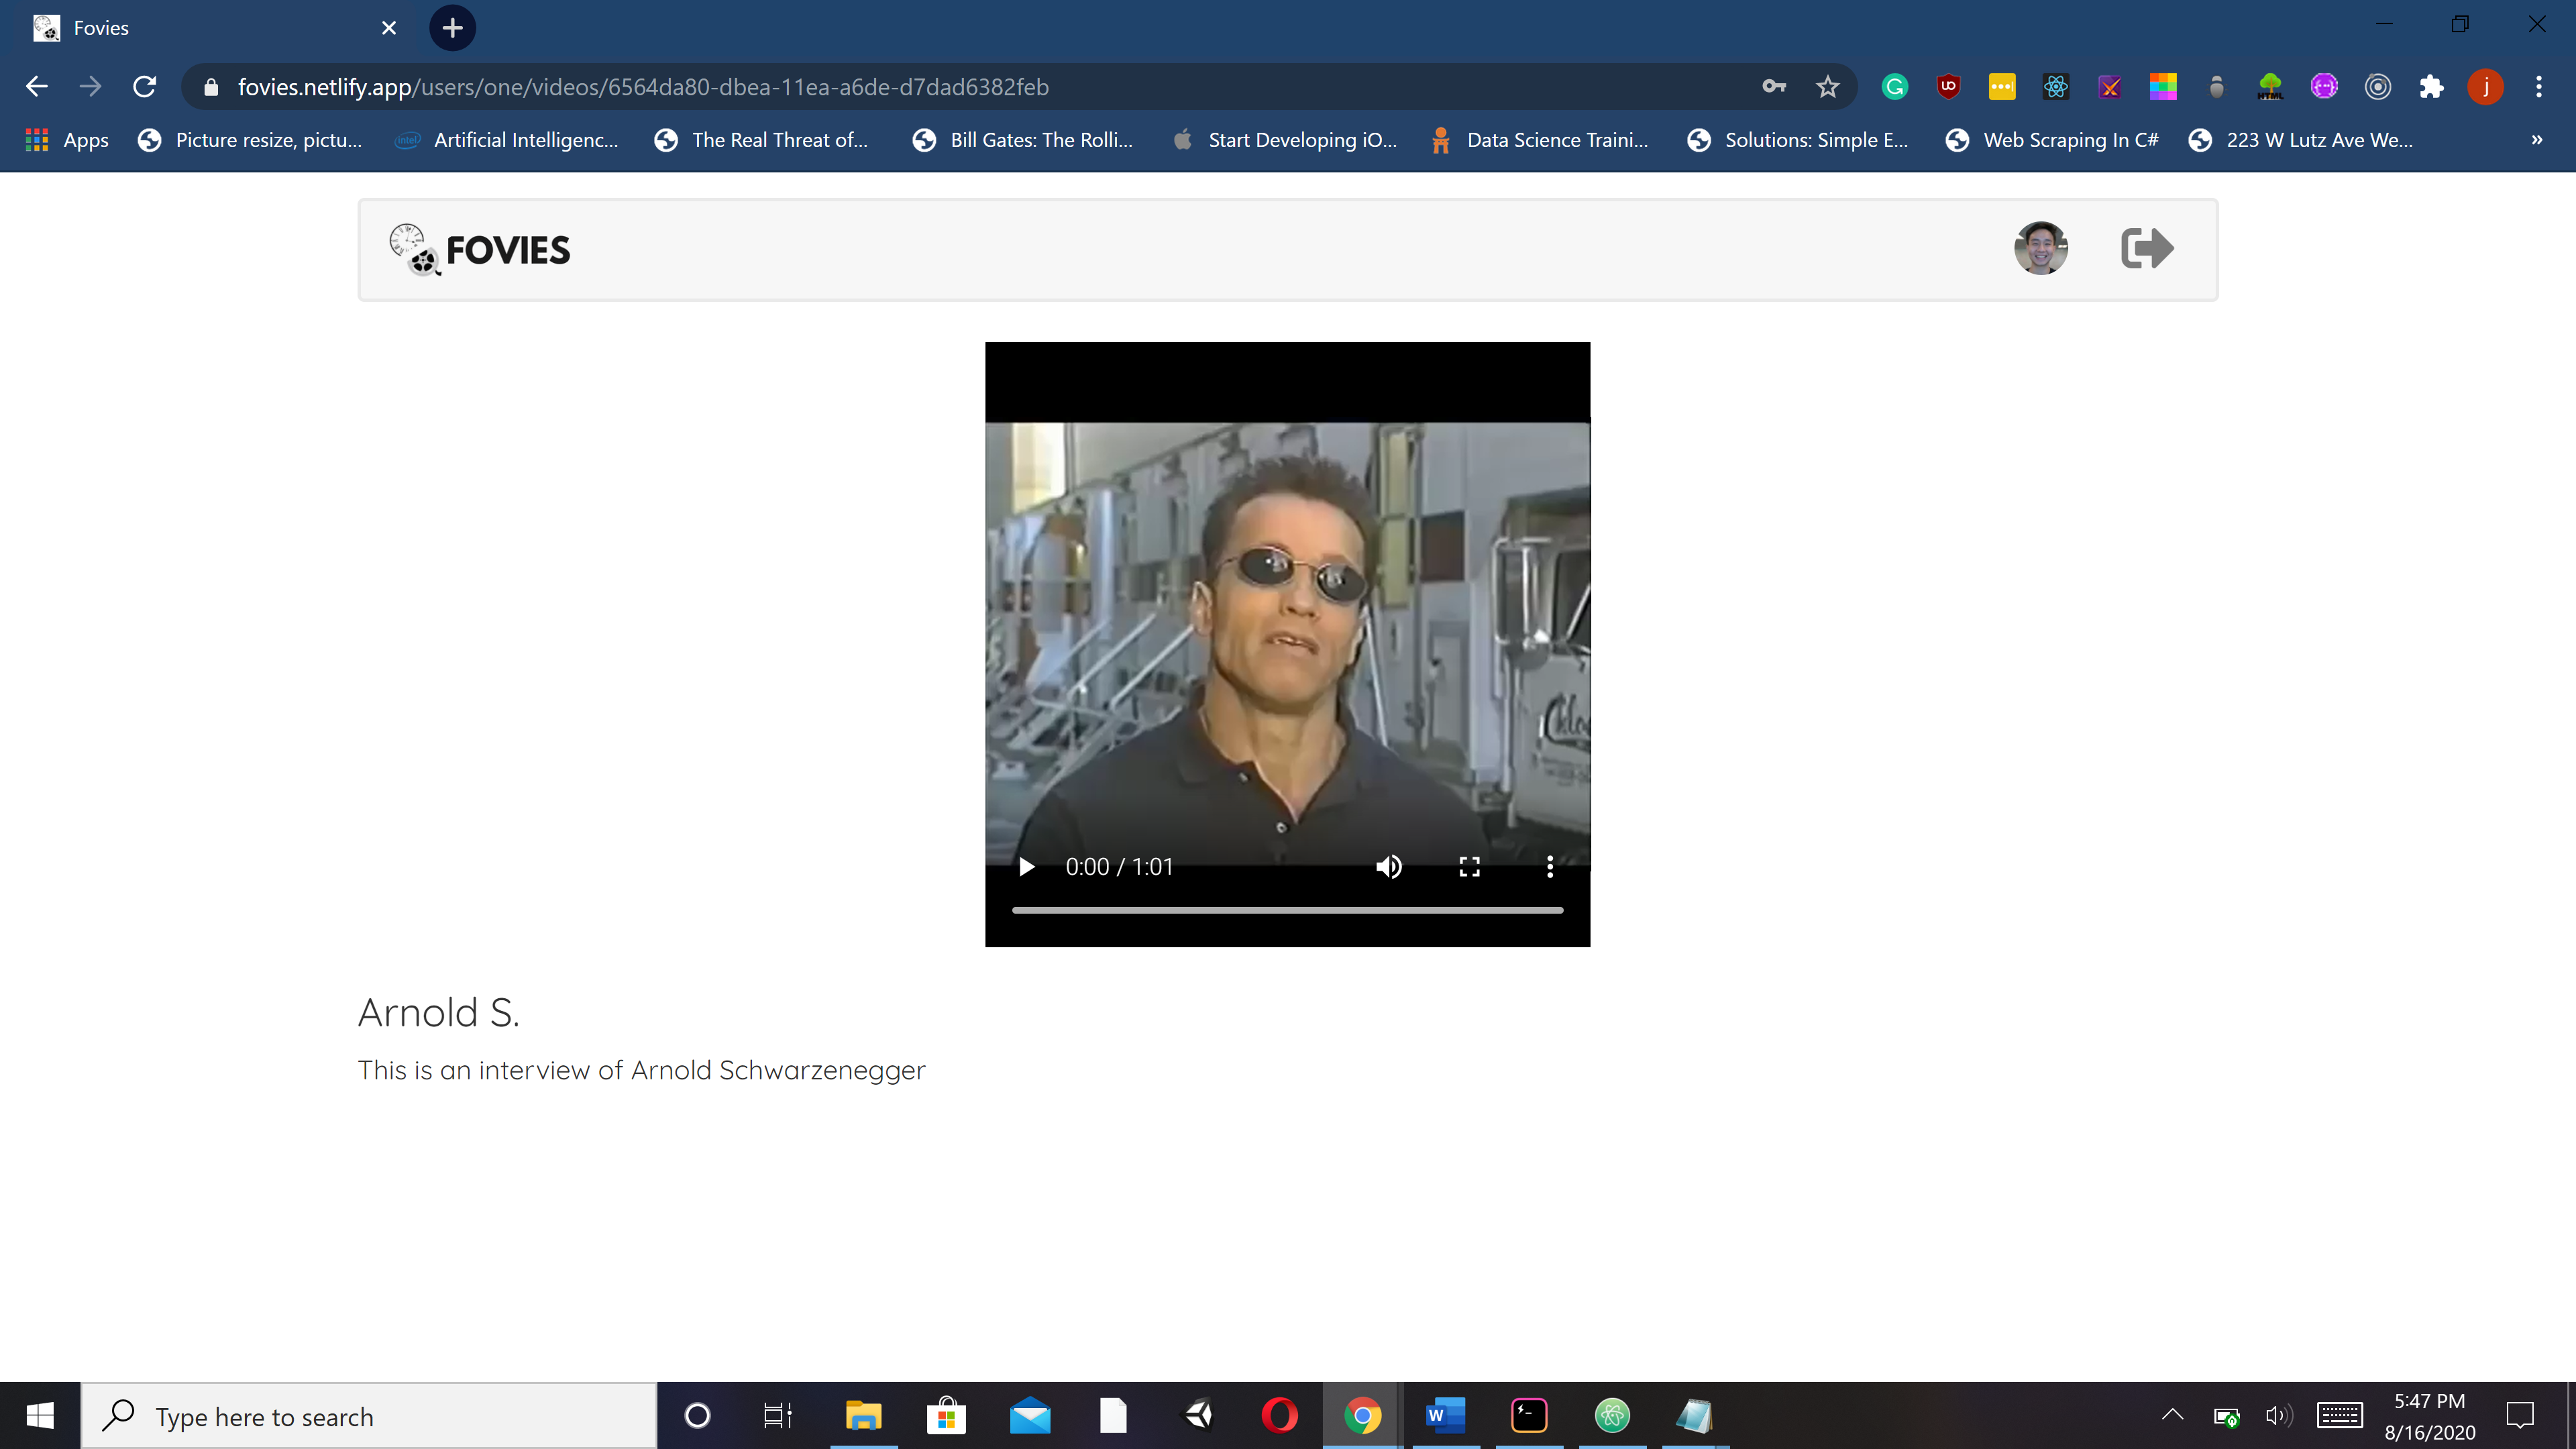 Fovies
fovies.netlify.app/users/one/videos/6564da80-dbea-11ea-a6de-d7dad6382feb
Apps Picture resize, pictu... Artificial Intelligenc... The Real Threat of... Bill Gates: The Rolli... Start Developing iO... Data Science Traini... Solutions: Simple E... Web Scraping In C# 223 W Lutz Ave We... »
FOVIES
0:00 / 1:01
Arnold S.
This is an interview of Arnold Schwarzenegger
Type here to search
5:47 PM
8/16/2020